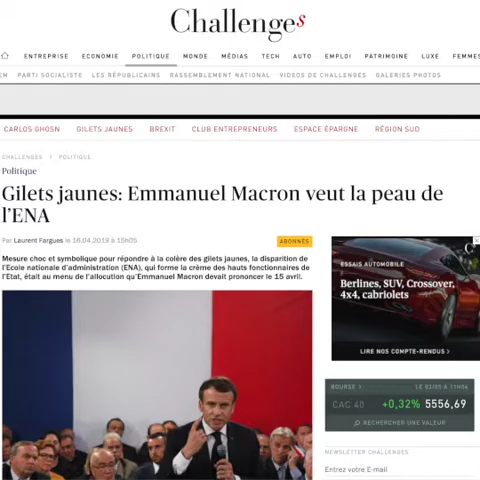 Challenges
ENTREPRISE ECONOMIE POLITIQUE MONDE MÉDIAS TECH AUTO EMPLOI PATRIMOINE LUXE FEMMES
EM PARTI SOCIALISTE LES RÉPUBLICAINS RASSEMBLEMENT NATIONAL VIDEOS DE CHALLENGES GALERIES PHOTOS
CARLOS GHOSN GILETS JAUNES BREXIT CLUB ENTREPRENEURS ESPACE ÉPARGNE RÉGION SUD
CHALLENGES > POLITIQUE
Politique
Gilets jaunes: Emmanuel Macron veut la peau de
l'ENA
Par Laurent Fargues le 16.04.2019 à 15h05
ABONNÉS
Mesure choc et symbolique pour répondre à la colère des gilets jaunes, la disparition de
l'Ecole nationale d'administration (ENA), qui forme la crème des hauts fonctionnaires de
l'Etat, était au menu de l'allocution qu'Emmanuel Macron devait prononcer le 15 avril.
ESSAIS AUTOMOBILE
Berlines, SUV, Crossover,
4x4, cabriolets
LIRE NOS COMPTE-RENDUS >
BOURSE > LE 02/05 À 11H06
CAC 40 +0,32% 5556,69
RECHERCHER UNE VALEUR
NEWSLETTER CHALLENGES
Entrez votre E-mail